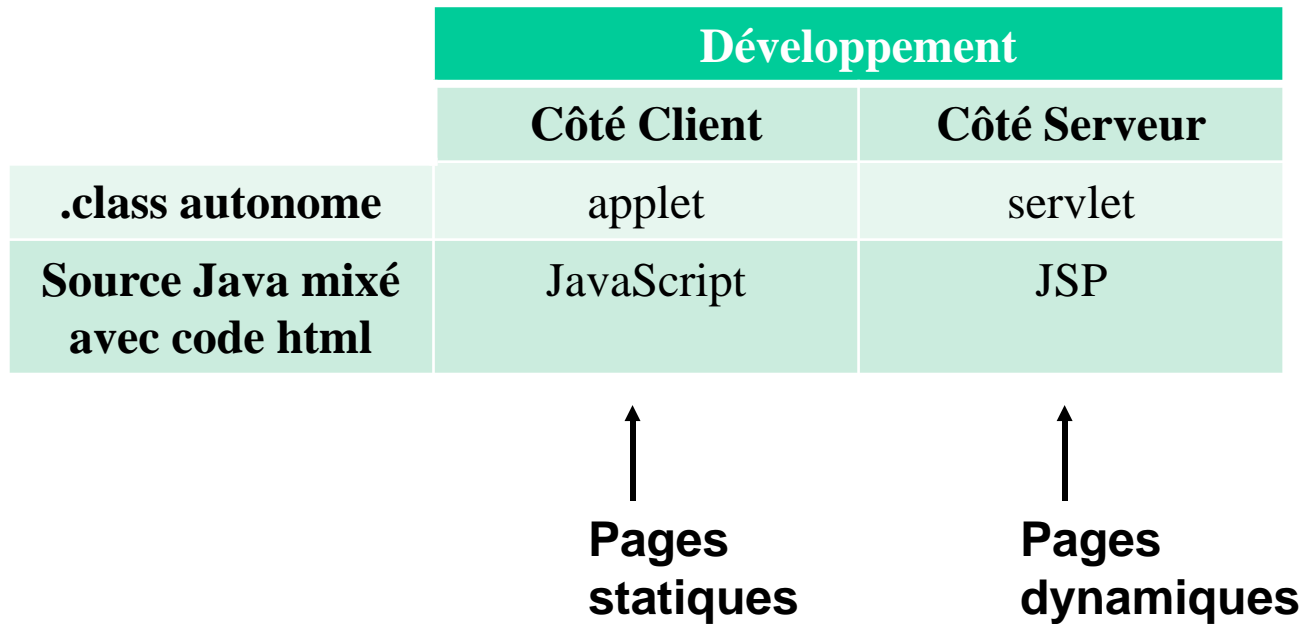 Développement
Côté Client Côté Serveur
.class autonome applet servlet
Source Java mixé JavaScript JSP
avec code html
Pages Pages
statiques dynamiques